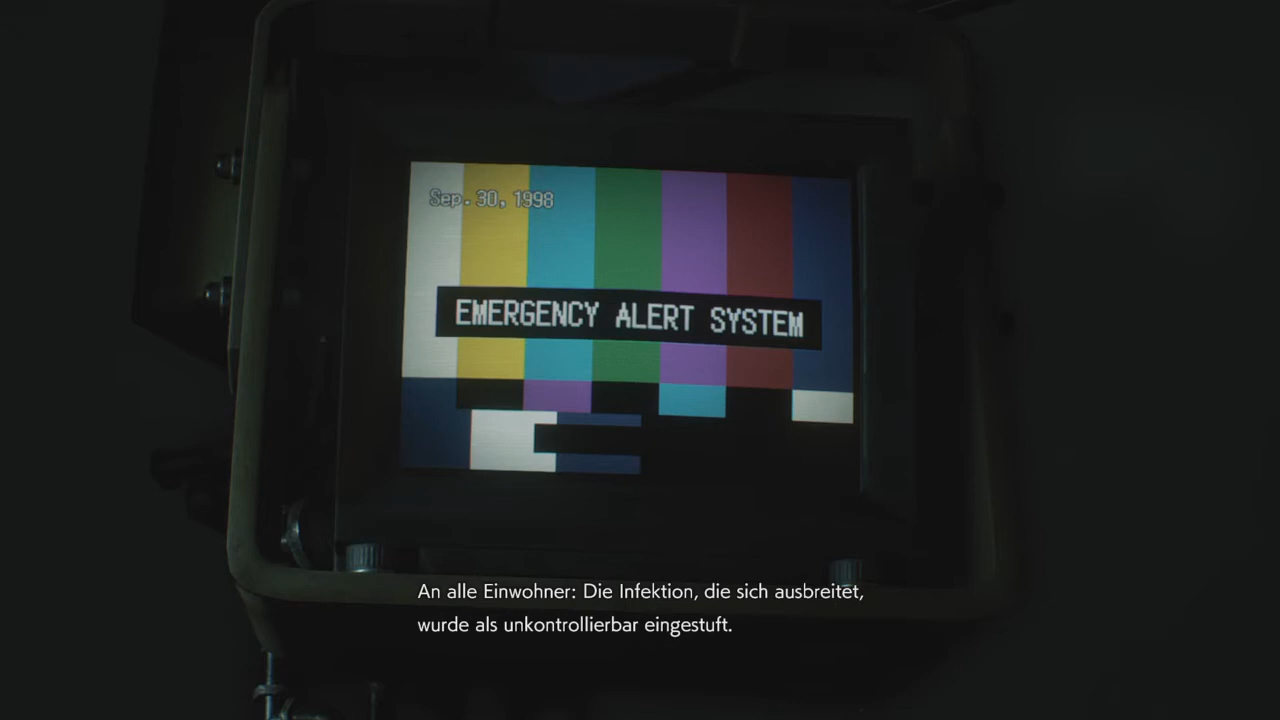 Sep. 30, 1998
EMERGENCY ALERT SYSTEM
An alle Einwohner: Die Infektion, die sich ausbreitet,
wurde als unkontrollierbar eingestuft.